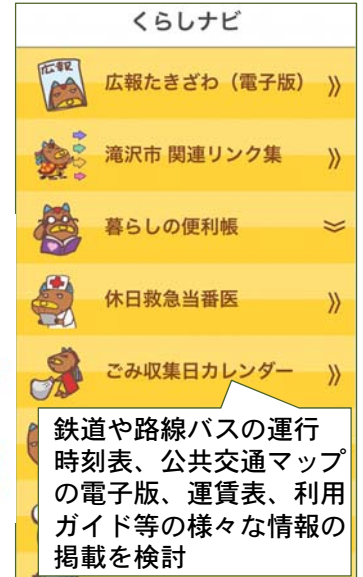 くらしナビ
広報
広報たきざわ（電子版）
滝沢市 関連リンク集
暮らしの便利帳
休日救急当番医
ごみ収集日カレンダー
鉄道や路線バスの運行
時刻表、公共交通マップ
の電子版、運賃表、利用
ガイド等の様々な情報の
掲載を検討